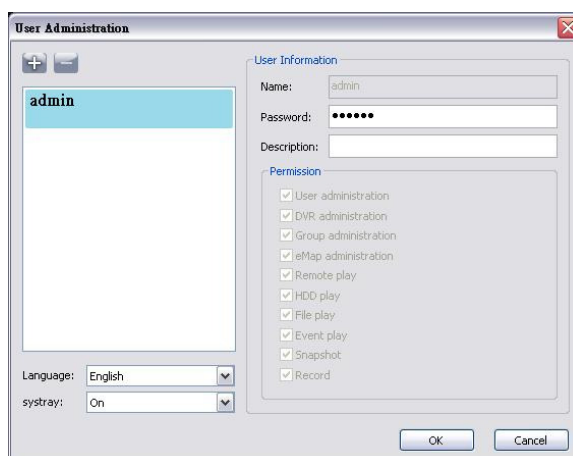 User Administration
admin
Language: English
systray: On
User Information
Name: admin
Password: ••••••
Description:
Permission
User administration
DVR administration
Group administration
eMap administration
Remote play
HDD play
File play
Event play
Snapshot
Record
OK Cancel